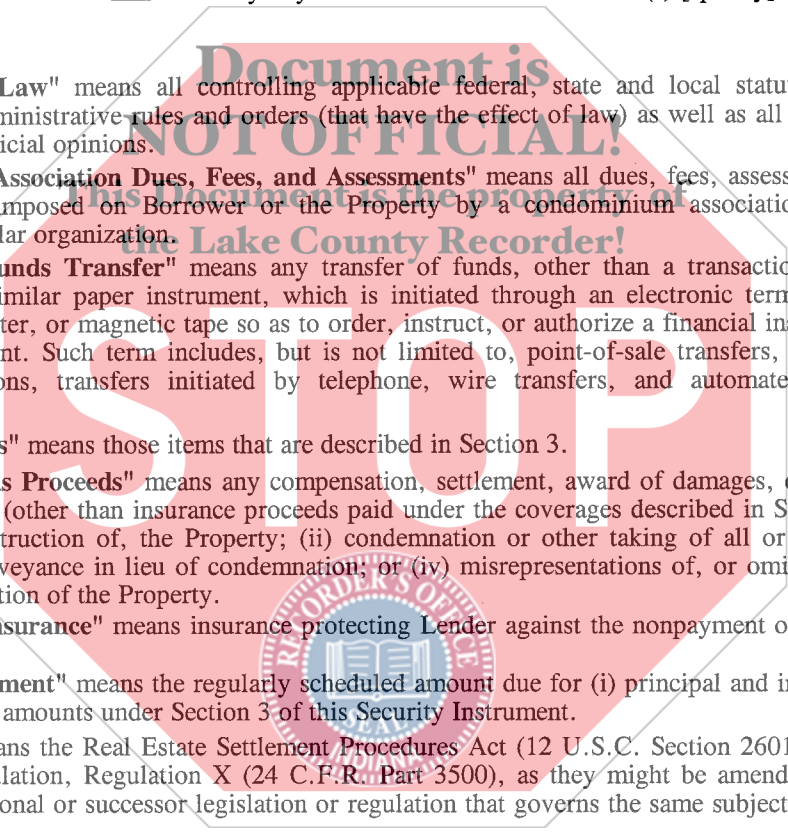 Document is
Law" means all controlling applicable federal, state and local statu
ministrative rules and orders (that have the effect of law) as well as all
NOT OFFICIAL!
icial opinions.
Association Dues, Fees, and Assessments" means all dues, fees, assess
This Document is the property of
mposed on Borrower or the Property by a condominium associatio
lar organization.
the Lake County Recorder!
unds Transfer" means any transfer of funds, other than a transactio
imilar paper instrument, which is initiated through an electronic term
ter, or magnetic tape so as to order, instruct, or authorize a financial in
nt. Such term includes, but is not limited to, point-of-sale transfers,
ons, transfers initiated by telephone, wire transfers, and automate
STOP
s" means those items that are described in Section 3.
s Proceeds" means any compensation, settlement, award of damages,
(other than insurance proceeds paid under the coverages described in S
truction of, the Property; (ii) condemnation or other taking of all or
veyance in lieu of condemnation; or (iv) misrepresentations of, or omi
tion of the Property.
RECORDER'S OFFICE
nsurance" means insurance protecting Lender against the nonpayment o
ment" means the regularly scheduled amount due for (i) principal and i
amounts under Section 3 of this Security Instrument.
SEAL
INDIANA
ans the Real Estate Settlement Procedures Act (12 U.S.C. Section 2601
ulation, Regulation X (24 C.F.R. Part 3500), as they might be amend
onal or successor legislation or regulation that governs the same subject